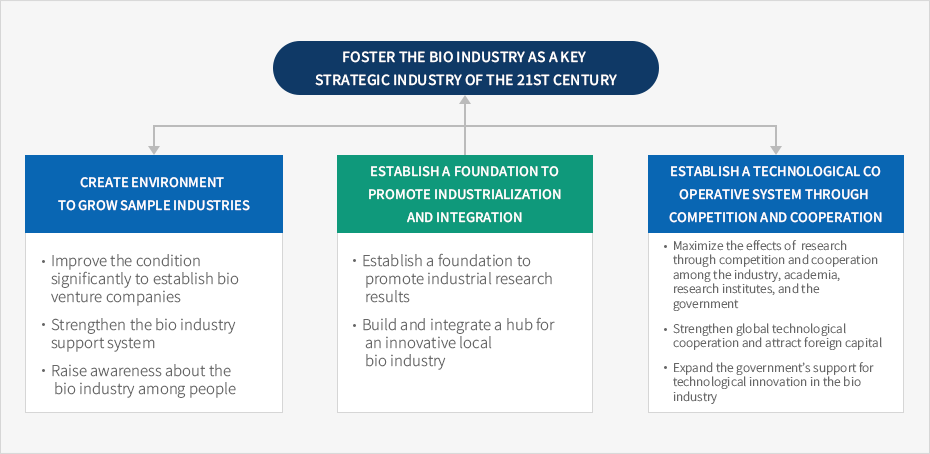 FOSTER THE BIO INDUSTRY AS A KEY
STRATEGIC INDUSTRY OF THE 21ST CENTURY
CREATE ENVIRONMENT
TO GROW SAMPLE INDUSTRIES
• Improve the condition
significantly to establish bio
venture companies
• Strengthen the bio industry
support system
• Raise awareness about the
bio industry among people
ESTABLISH A FOUNDATION TO
PROMOTE INDUSTRIALIZATION
AND INTEGRATION
• Establish a foundation to
promote industrial research
results
• Build and integrate a hub for
an innovative local
bio industry
ESTABLISH A TECHNOLOGICAL CO
OPERATIVE SYSTEM THROUGH
COMPETITION AND COOPERATION
• Maximize the effects of research
through competition and cooperation
among the industry, academia,
research institutes, and the
government
• Strengthen global technological
cooperation and attract foreign capital
• Expand the government's support for
technological innovation in the bio
industry